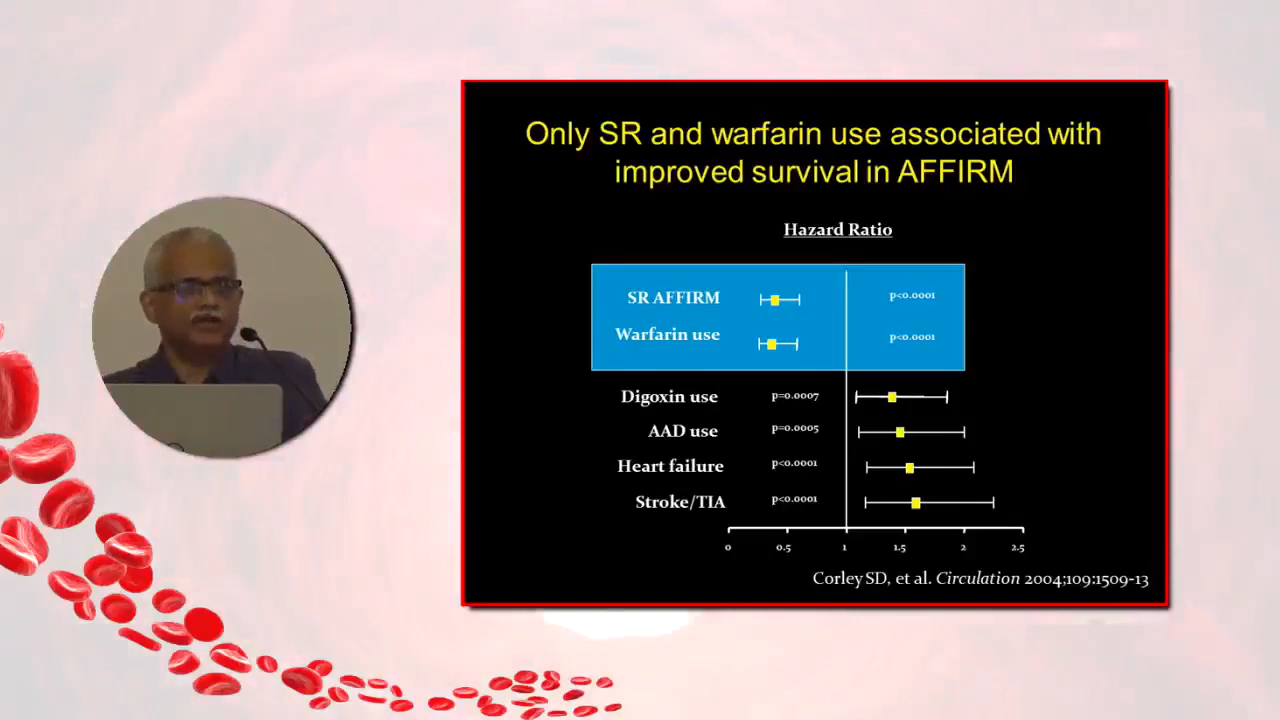 Only SR and warfarin use associated with
improved survival in AFFIRM
Hazard Ratio
SR AFFIRM p<0.0001
Warfarin use p<0.0001
Digoxin use p=0.0007
AAD use p=0.0005
Heart failure p<0.0001
Stroke/TIA p<0.0001
0 0.5 1 1.5 2 2.5
Corley SD, et al. Circulation 2004;109:1509-13